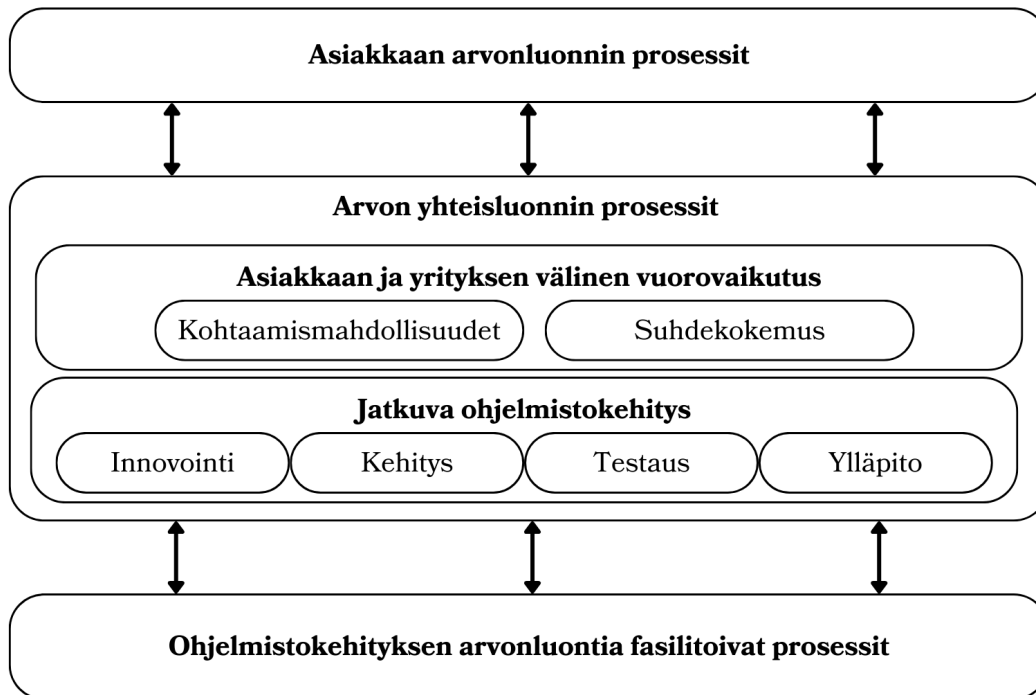 Asiakkaan arvonluonnin prosessit
Arvon yhteisluonnin prosessit
Asiakkaan ja yrityksen välinen vuorovaikutus
Kohtaamismahdollisuudet
Suhdekokemus
Jatkuva ohjelmistokehitys
Innovointi
Kehitys
Testaus
Ylläpito
Ohjelmistokehityksen arvonluontia fasilitoivat prosessit